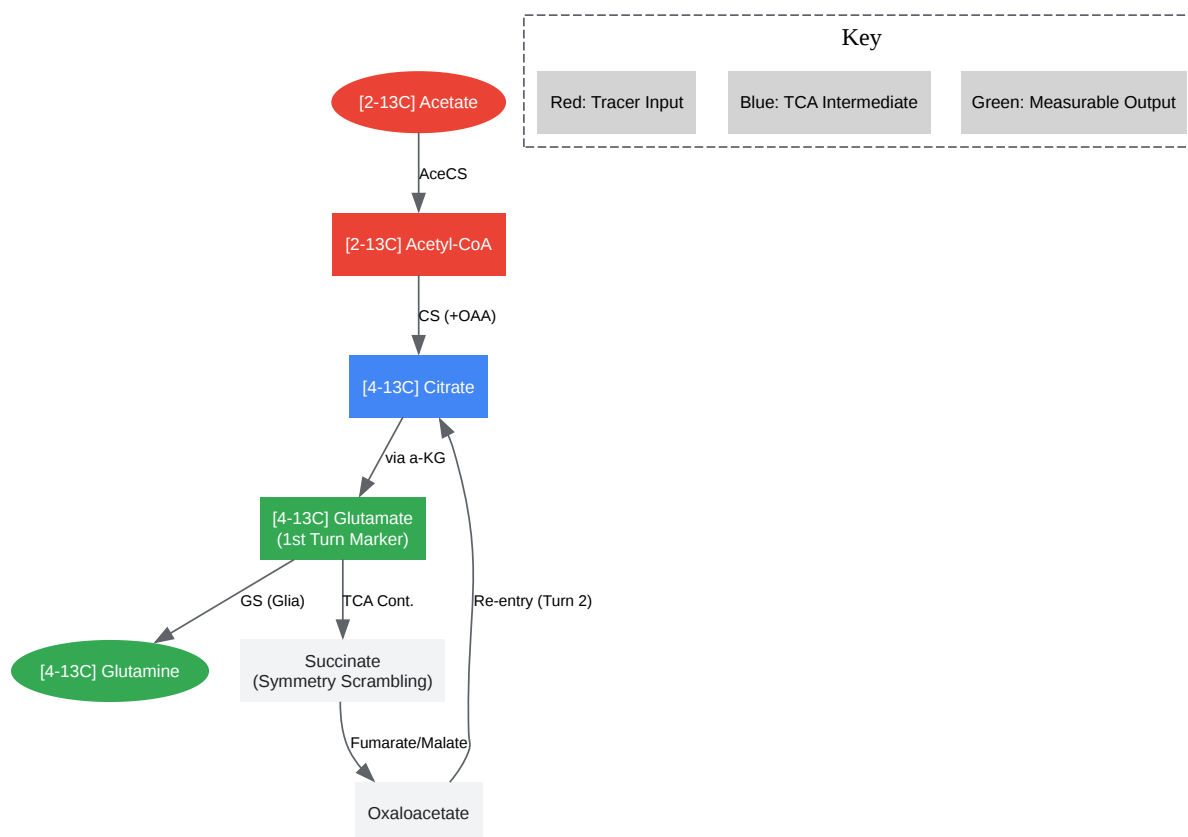 Key
Red: Tracer Input
Blue: TCA Intermediate
Green: Measurable Output
[2-13C] Acetate
AceCS
[2-13C] Acetyl-CoA
CS (+OAA)
[4-13C] Citrate
via a-KG
[4-13C] Glutamate
(1st Turn Marker)
GS (Glia)
TCA Cont.
Re-entry (Turn 2)
[4-13C] Glutamine
Succinate
(Symmetry Scrambling)
Fumarate/Malate
Oxaloacetate